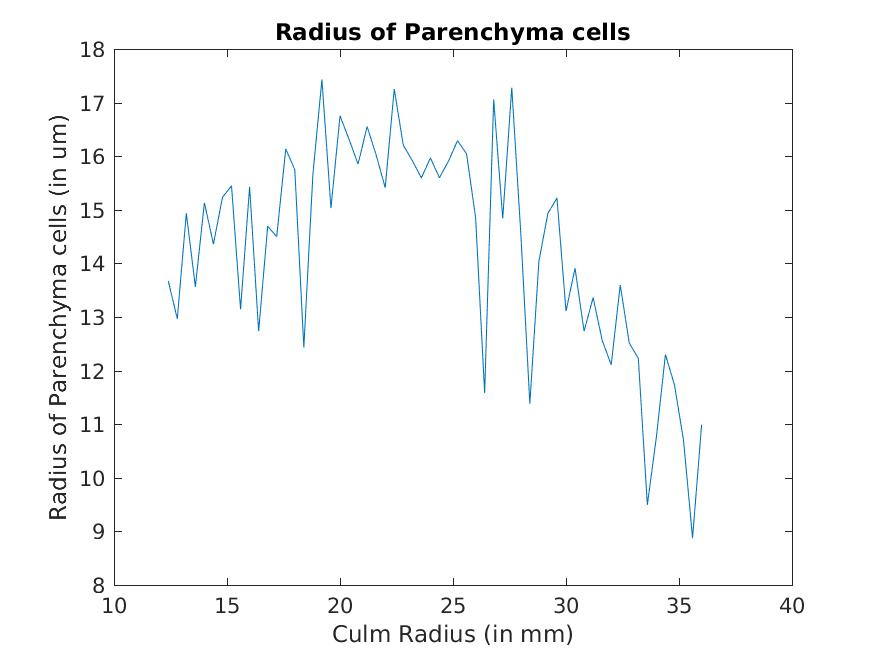 Radius of Parenchyma cells
18
17
16
15
14
13
12
11
10
9
8
Radius of Parenchyma cells (in um)
10 15 20 25 30 35 40
Culm Radius (in mm)